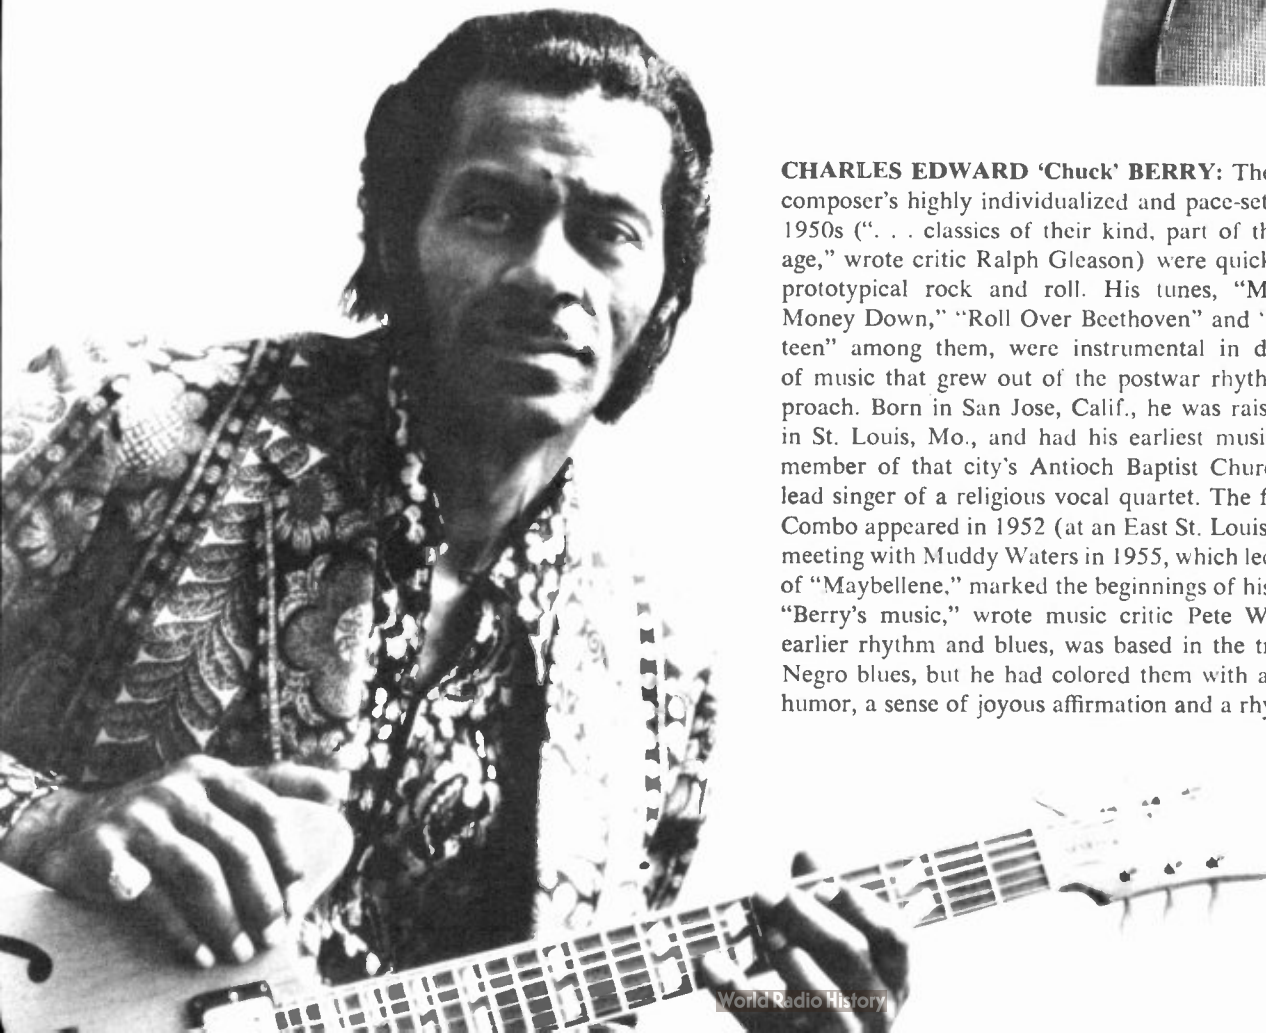 CHARLES EDWARD ‘Chuck’ BERRY: The
composer’s highly individualized and pace-set
1950s (“. . . classics of their kind, part of th
age,” wrote critic Ralph Gleason) were quick
prototypical rock and roll. His tunes, “M
Money Down,” “Roll Over Beethoven” and ‘
teen” among them, were instrumental in d
of music that grew out of the postwar rhyth
proach. Born in San Jose, Calif., he was rais
in St. Louis, Mo., and had his earliest musi
member of that city’s Antioch Baptist Churc
lead singer of a religious vocal quartet. The f
Combo appeared in 1952 (at an East St. Louis
meeting with Muddy Waters in 1955, which led
of “Maybellene,” marked the beginnings of his
“Berry’s music,” wrote music critic Pete W
earlier rhythm and blues, was based in the tr
Negro blues, but he had colored them with a
humor, a sense of joyous affirmation and a rhy
World Radio History